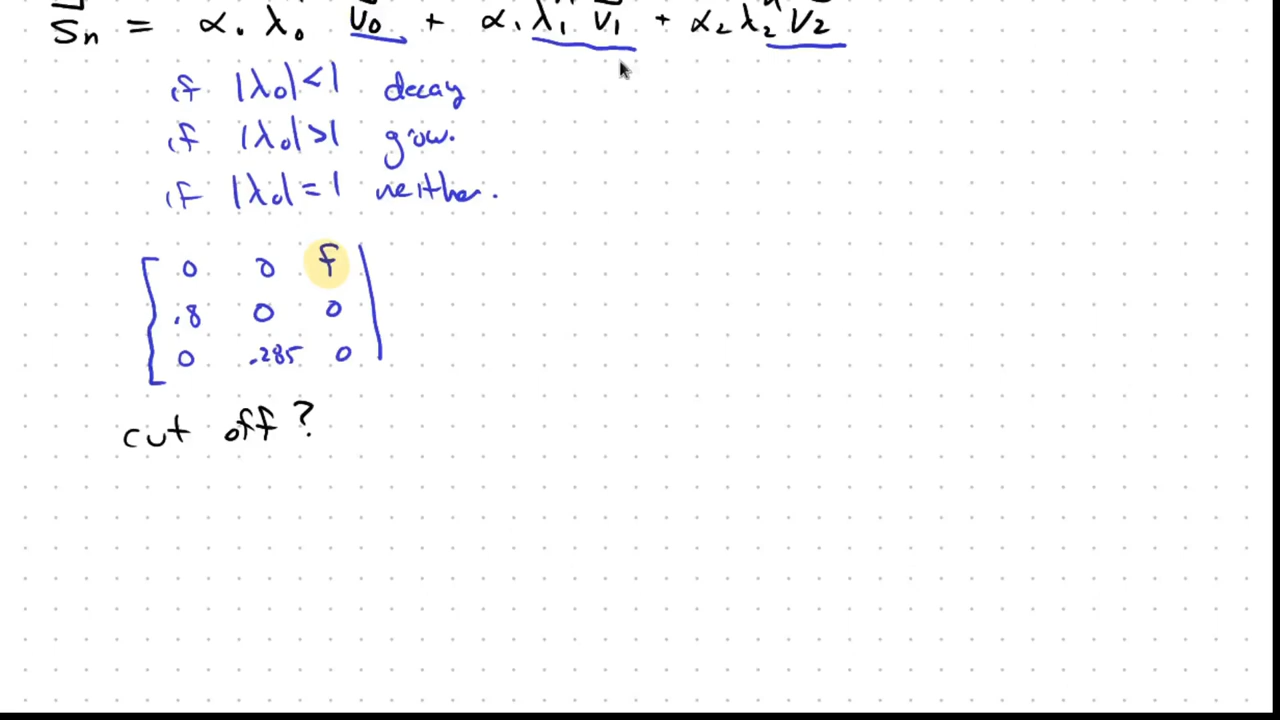 Sn = α0 λ0 v0 + α1 λ1^n v1 + α2 λ2^n v2
if |λ0| < 1 decay
if |λ0| > 1 grow.
if |λ0| = 1 neither.
0 0 f
.8 0 0
0 .285 0
cut off ?